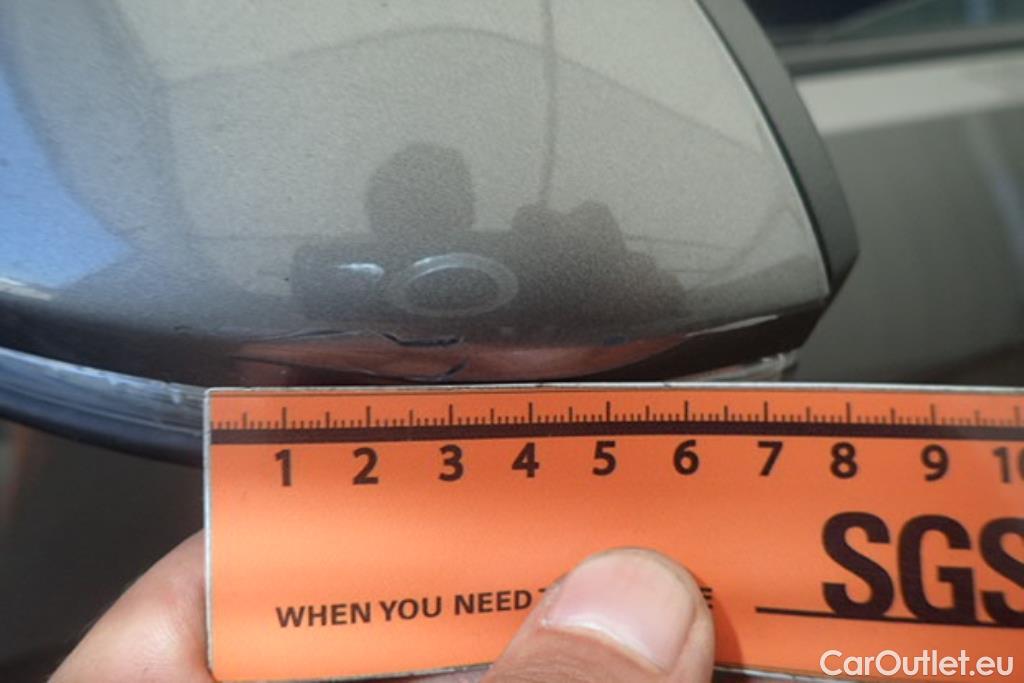 1 2 3 4 5 6 7 8 9 10
SGS
WHEN YOU NEED
CarOutlet.eu